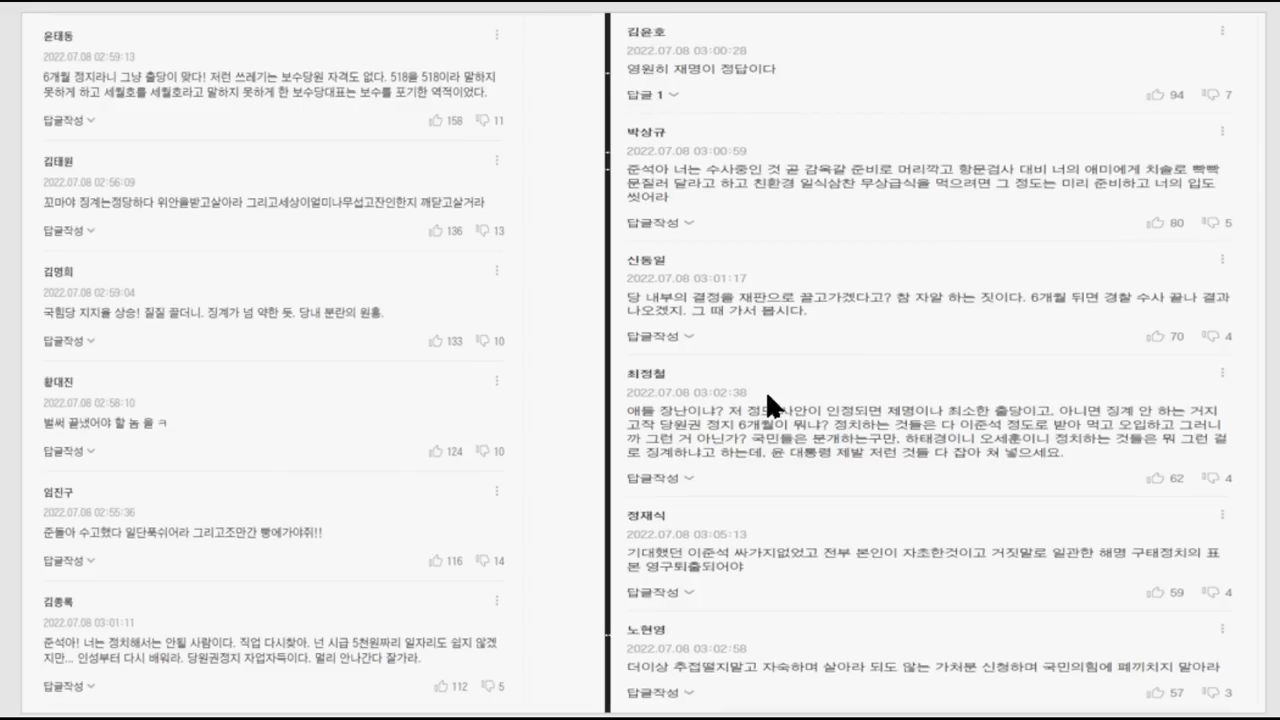 윤태동
2022.07.08 02:59:13
6개월 정지라니 그냥 출당이 맞다! 저런 쓰레기는 보수당원 자격도 없다. 518을 518이라 말하지
못하게 하고 세월호를 세월호라고 말하지 못하게 한 보수당대표는 보수를 포기한 역적이었다.
답글작성
158 11
김태원
2022.07.08 02:56:09
꼬마야 징계는정당하다 위안을받고살아라 그리고세상이얼미나무섭고잔인한지 깨닫고살거라
답글작성
136 13
김명희
2022.07.08 02:59:04
국힘당 지지율 상승! 질질 끌더니. 징계가 넘 약한 듯. 당내 분란의 원흉.
답글작성
133 10
황대진
2022.07.08 02:58:10
벌써 끝냈어야 할 놈 을 ㅋ
답글작성
124 10
임진구
2022.07.08 02:55:36
준돌아 수고했다 일단푹쉬어라 그리고조만간 빵에가야쥐!!
답글작성
116 14
김종록
2022.07.08 03:01:11
준석아! 너는 정치해서는 안될 사람이다. 직업 다시찾아. 넌 시급 5천원짜리 일자리도 쉽지 않겠
지만... 인성부터 다시 배워라. 당원권정지 자업자득이다. 멀리 안나간다 잘가라.
답글작성
112 5
김윤호
2022.07.08 03:00:28
영원히 재명이 정답이다
답글 1
94 7
박상규
2022.07.08 03:00:59
준석아 너는 수사중인 것 곧 감옥갈 준비로 머리깍고 항문검사 대비 너의 애미에게 치솔로 빡빡
문질러 달라고 하고 친환경 일식삼찬 무상급식을 먹으려면 그 정도는 미리 준비하고 너의 입도
씻어라
답글작성
80 5
신동일
2022.07.08 03:01:17
당 내부의 결정을 재판으로 끌고가겠다고? 참 자알 하는 짓이다. 6개월 뒤면 경찰 수사 끝나 결과
나오겠지. 그 때 가서 봅시다.
답글작성
70 4
최정철
2022.07.08 03:02:38
애들 장난이냐? 저 정도 사안이 인정되면 제명이나 최소한 출당이고, 아니면 징계 안 하는 거지
고작 당원권 정지 6개월이 뭐냐? 정치하는 것들은 다 이준석 정도로 받아 먹고 오입하고 그러니
까 그런 거 아닌가? 국민들은 분개하는구만, 하태경이니 오세훈이니 정치하는 것들은 뭐 그런 걸
로 징계하냐고 하는데, 윤 대통령 제발 저런 것들 다 잡아 쳐 넣으세요.
답글작성
62 4
정재식
2022.07.08 03:05:13
기대했던 이준석 싸가지없었고 전부 본인이 자초한것이고 거짓말로 일관한 해명 구태정치의 표
본 영구퇴출되어야
답글작성
59 4
노현영
2022.07.08 03:02:58
더이상 추접떨지말고 자숙하며 살아라 되도 않는 가처분 신청하며 국민의힘에 폐끼치지 말아라
답글작성
57 3